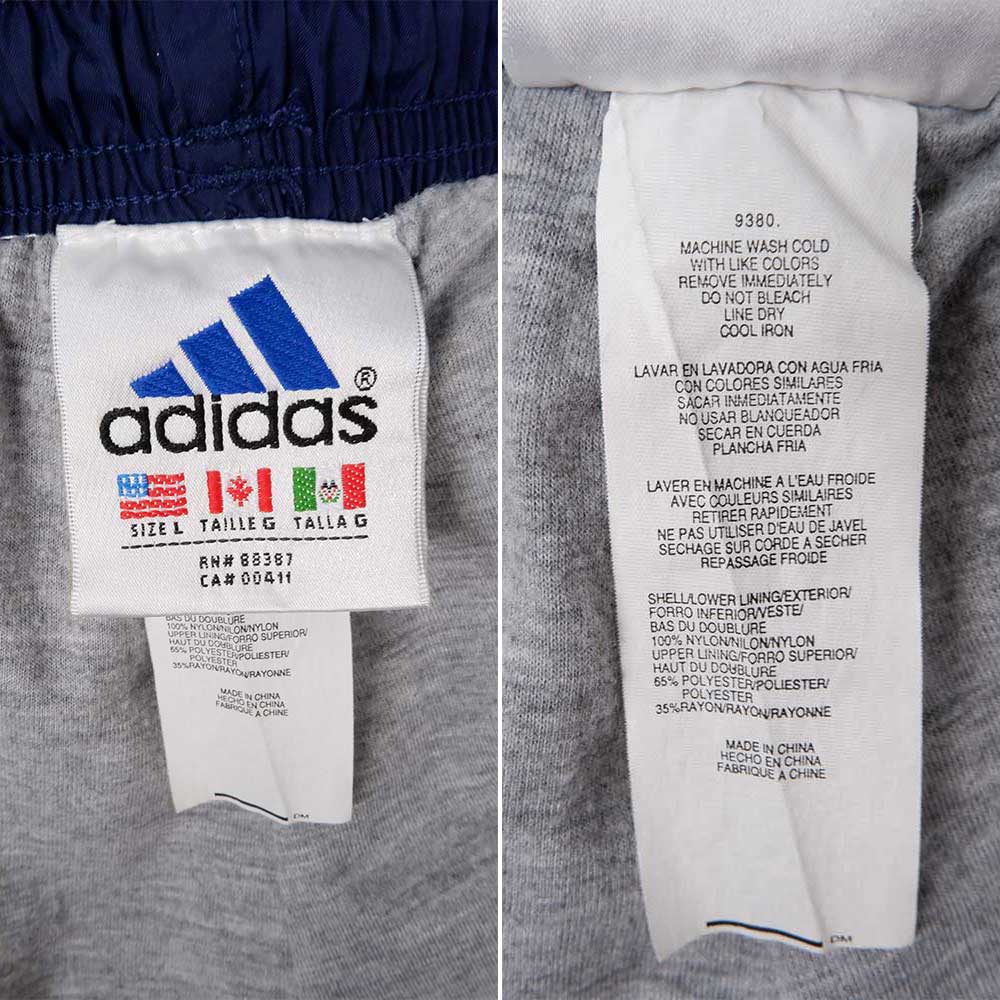 adidas®
SIZE L TAILLE G TALLA G
RN# 88387
CA# 00411
BAS DU DOUBLURE
100% NYLON/NILON/NYLON
UPPER LINING/FORRO SUPERIOR/
HAUT DU DOUBLURE
65% POLYESTER/POLIESTER/
POLYESTER
35%RAYON/RAYON/RAYONNE
MADE IN CHINA
HECHO EN CHINA
FABRIQUE A CHINE
DM
9380.
MACHINE WASH COLD
WITH LIKE COLORS
REMOVE IMMEDIATELY
DO NOT BLEACH
LINE DRY
COOL IRON
LAVAR EN LAVADORA CON AGUA FRIA
CON COLORES SIMILARES
SACAR INMEDIATAMENTE
NO USAR BLANQUEADOR
SECAR EN CUERDA
PLANCHA FRIA
LAVER EN MACHINE A L'EAU FROIDE
AVEC COULEURS SIMILAIRES
RETIRER RAPIDEMENT
NE PAS UTILISER D'EAU DE JAVEL
SECHAGE SUR CORDE A SECHER
REPASSAGE FROIDE
SHELL/LOWER LINING/EXTERIOR/
FORRO INFERIOR/VESTE/
BAS DU DOUBLURE
100% NYLON/NILON/NYLON
UPPER LINING/FORRO SUPERIOR/
HAUT DU DOUBLURE
65% POLYESTER/POLIESTER/
POLYESTER
35%RAYON/RAYON/RAYONNE
MADE IN CHINA
HECHO EN CHINA
FABRIQUE A CHINE
DM